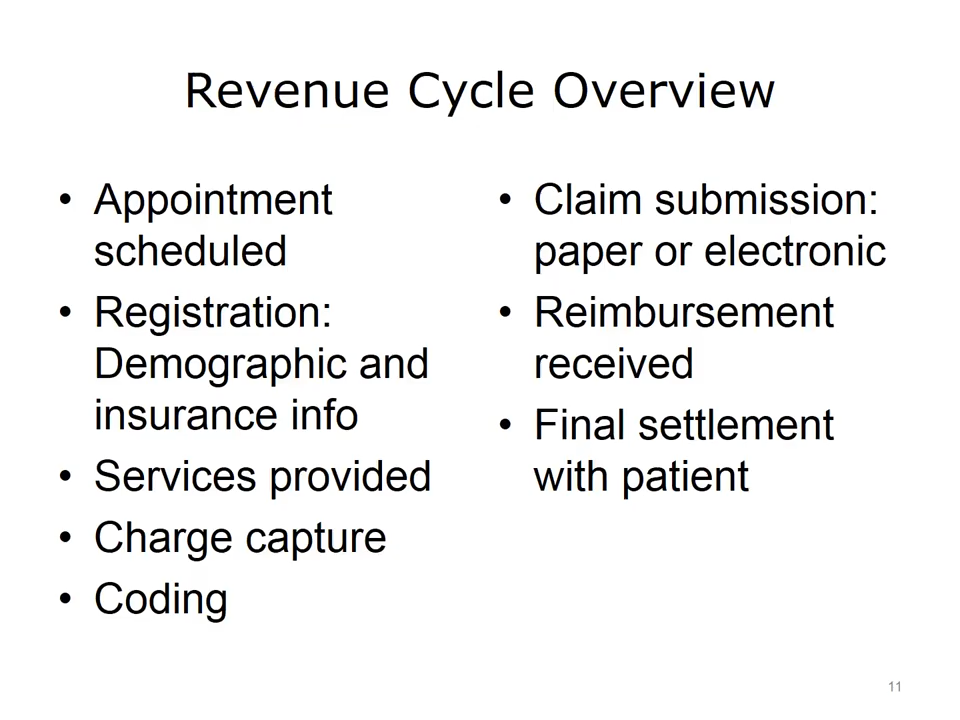 Revenue Cycle Overview
• Appointment
scheduled
• Registration:
Demographic and
insurance info
• Services provided
• Charge capture
• Coding
• Claim submission:
paper or electronic
• Reimbursement
received
• Final settlement
with patient
11